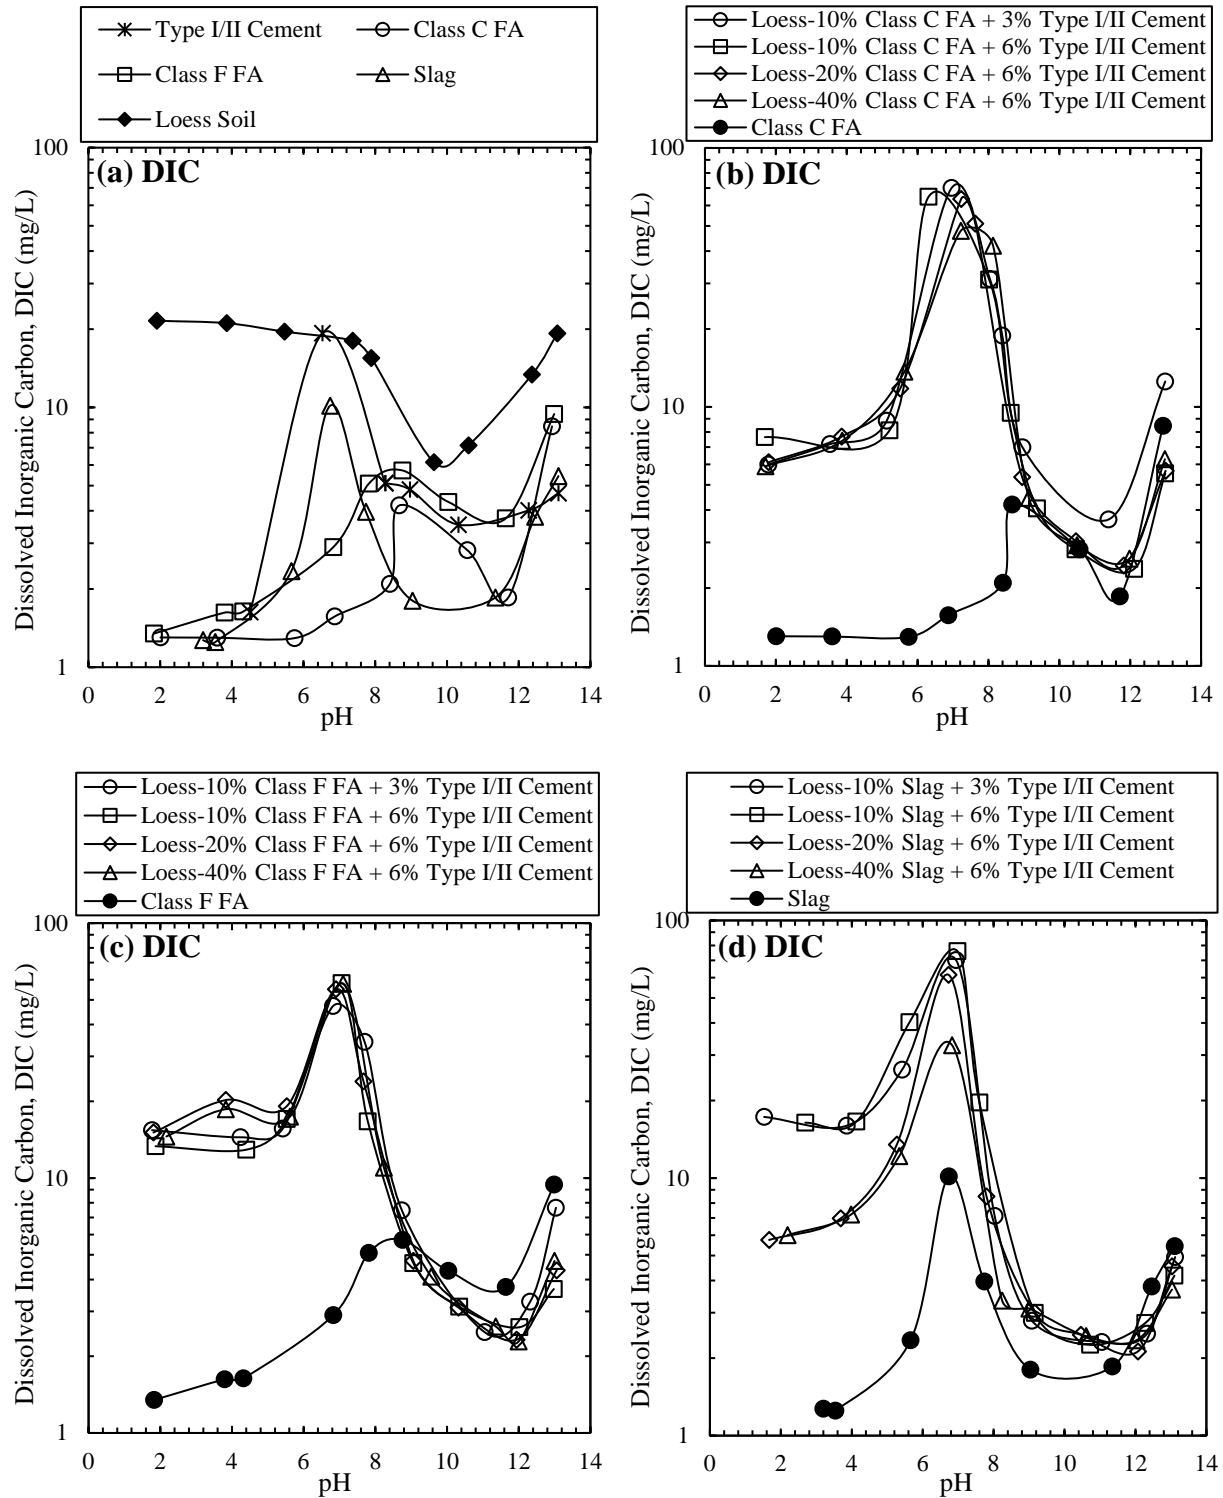 Type I/II Cement
Class C FA
Class F FA
Slag
Loess Soil
100
10
1
(a) DIC
Dissolved Inorganic Carbon, DIC (mg/L)
0 2 4 6 8 10 12 14
pH
Loess-10% Class C FA + 3% Type I/II Cement
Loess-10% Class C FA + 6% Type I/II Cement
Loess-20% Class C FA + 6% Type I/II Cement
Loess-40% Class C FA + 6% Type I/II Cement
Class C FA
100
10
1
(b) DIC
Dissolved Inorganic Carbon, DIC (mg/L)
0 2 4 6 8 10 12 14
pH
Loess-10% Class F FA + 3% Type I/II Cement
Loess-10% Class F FA + 6% Type I/II Cement
Loess-20% Class F FA + 6% Type I/II Cement
Loess-40% Class F FA + 6% Type I/II Cement
Class F FA
100
10
1
(c) DIC
Dissolved Inorganic Carbon, DIC (mg/L)
0 2 4 6 8 10 12 14
pH
Loess-10% Slag + 3% Type I/II Cement
Loess-10% Slag + 6% Type I/II Cement
Loess-20% Slag + 6% Type I/II Cement
Loess-40% Slag + 6% Type I/II Cement
Slag
100
10
1
(d) DIC
Dissolved Inorganic Carbon, DIC (mg/L)
0 2 4 6 8 10 12 14
pH